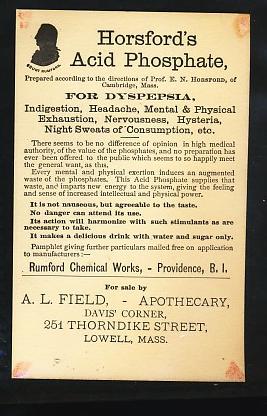 Horsford's
Acid Phosphate,
COUNT RUMFORD.
Prepared according to the directions of Prof. E. N. HORSFORD, of
Cambridge, Mass.
FOR DYSPEPSIA,
Indigestion, Headache, Mental & Physical
Exhaustion, Nervousness, Hysteria,
Night Sweats of Consumption, etc.
There seems to be no difference of opinion in high medical
authority, of the value of the phosphates, and no preparation has
ever been offered to the public which seems to so happily meet
the general want, as this.
Every mental and physical exertion induces an augmented
waste of the phosphates. This Acid Phosphate supplies that
waste, and imparts new energy to the system, giving the feeling
and sense of increased intellectual and physical power.
It is not nauseous, but agreeable to the taste.
No danger can attend its use.
Its action will harmonize with such stimulants as are
necessary to take.
It makes a delicious drink with water and sugar only.
Pamphlet giving further particulars mailed free on application
to manufacturers:—
Rumford Chemical Works, - Providence, R. I.
For sale by
A. L. FIELD, - APOTHECARY,
DAVIS' CORNER,
251 THORNDIKE STREET,
LOWELL, MASS.